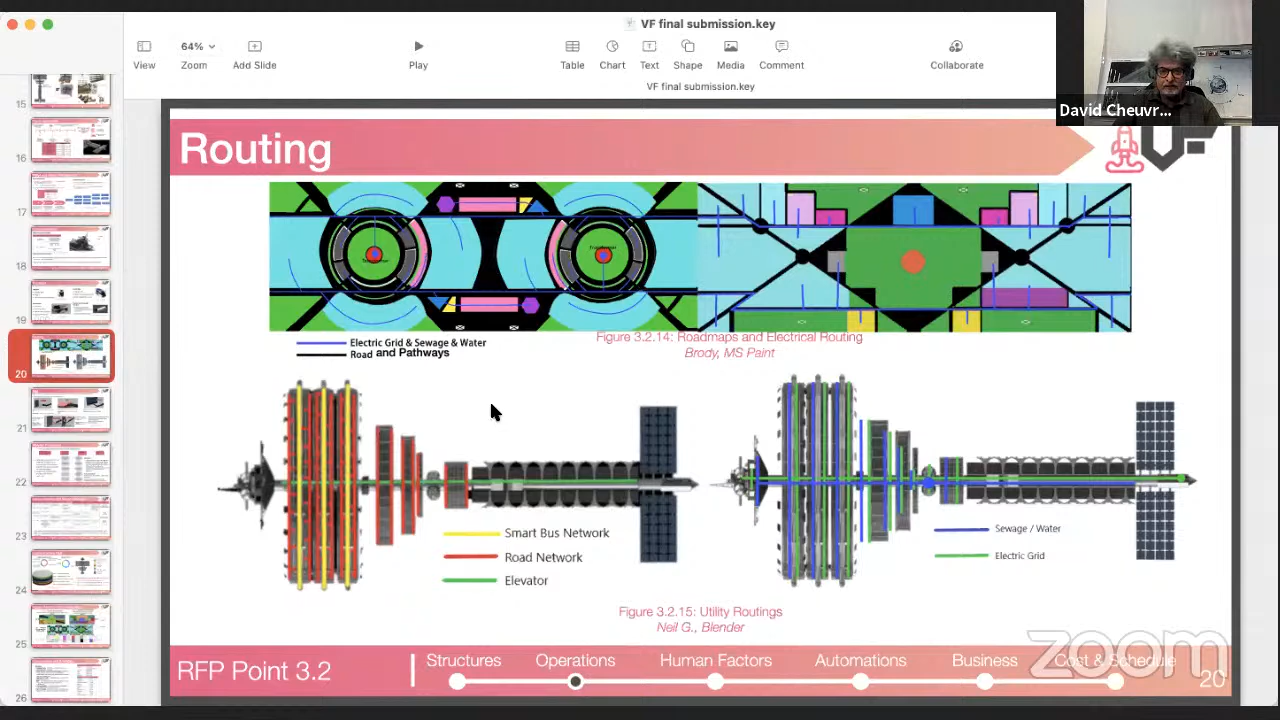 VF final submission.key
64%
View
Zoom
Add Slide
Play
Table
Chart
Text
Shape
Media
Comment
Collaborate
VF final submission.key
David Cheuvr...
15
16
17
18
19
20
21
22
23
24
25
26
Routing
Transformer
Figure 3.2.14: Roadmaps and Electrical Routing
Brody, MS Paint
Electric Grid & Sewage & Water
Road and Pathways
Smart Bus Network
Road Network
Elevator
Sewage / Water
Electric Grid
Figure 3.2.15: Utility Routings
Neil G., Blender
RFP Point 3.2
Structures
Operations
Human Factors
Automations
Business
Cost & Schedule
zoom
20